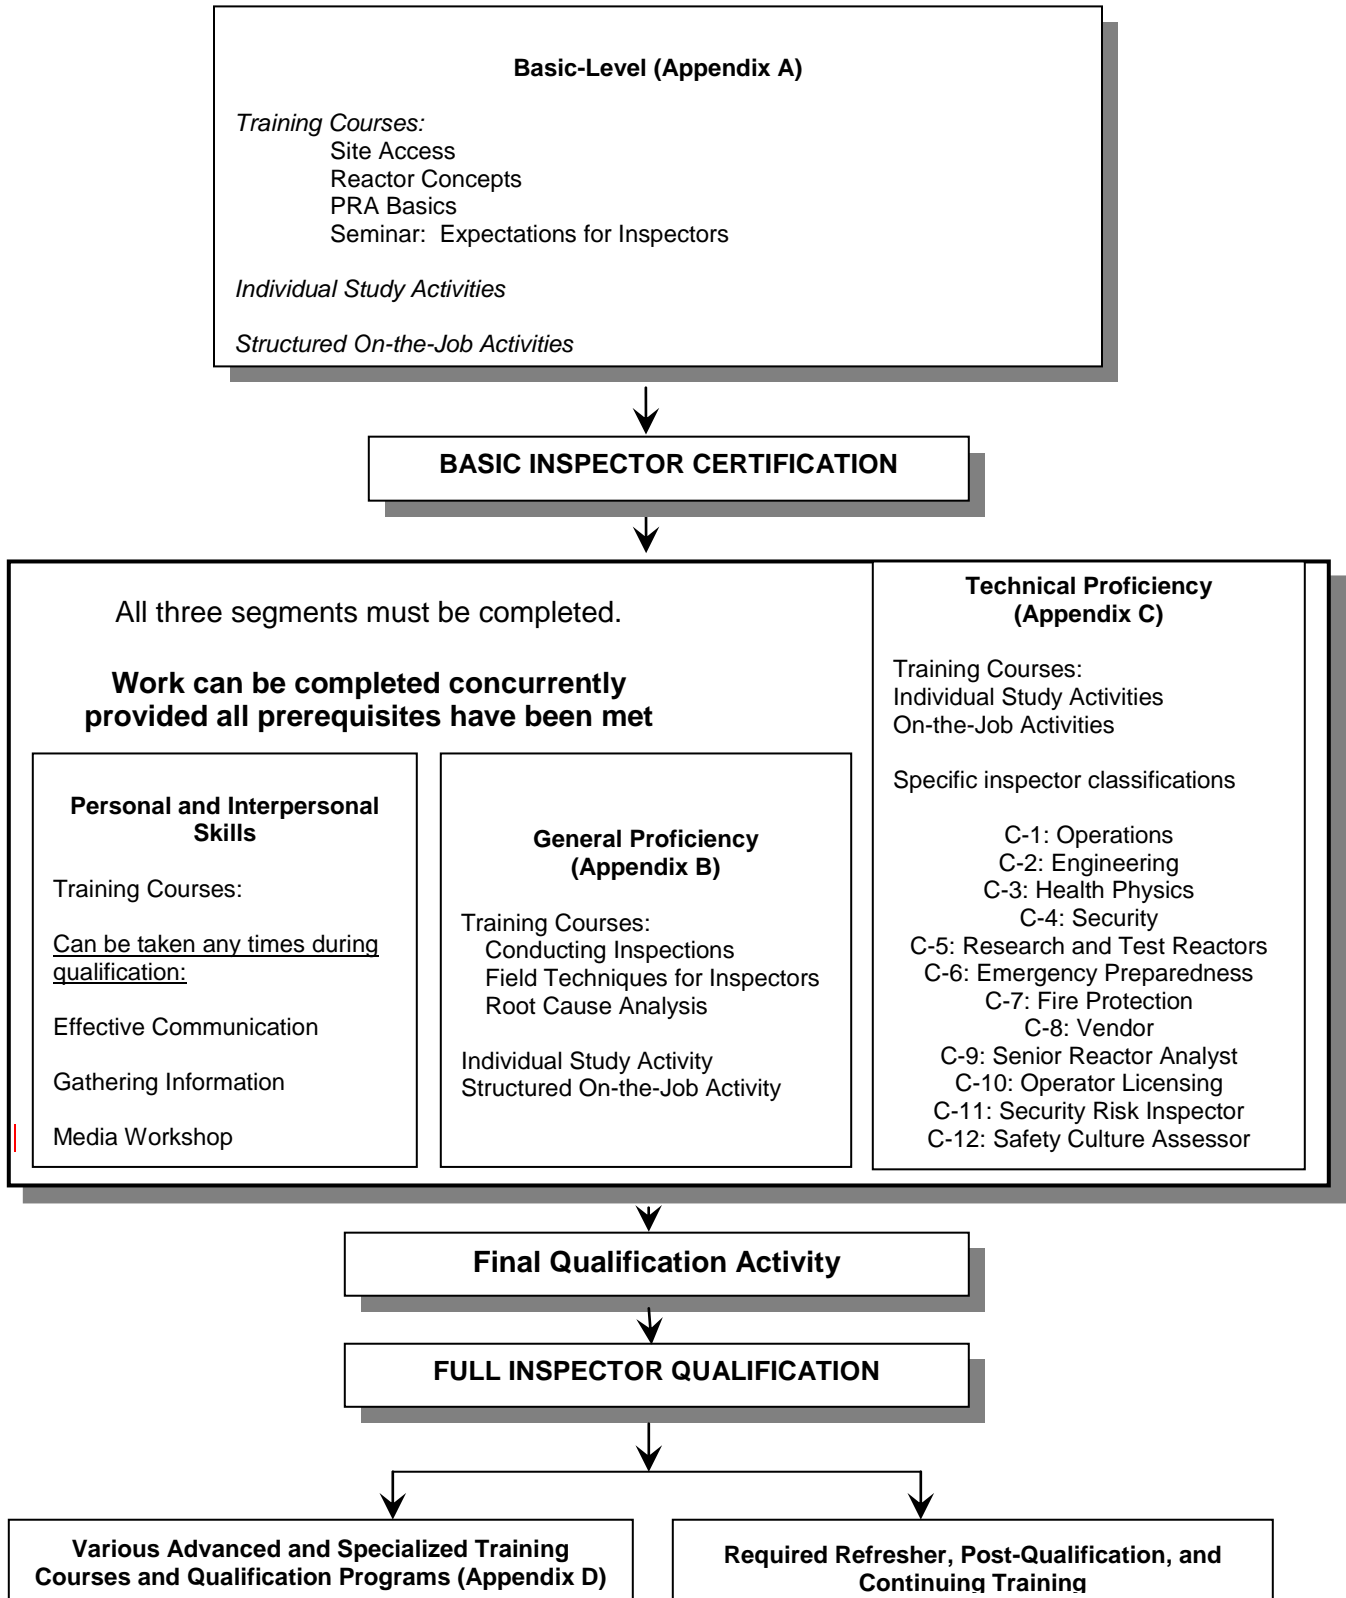 Basic-Level (Appendix A)
Training Courses:
Site Access
Reactor Concepts
PRA Basics
Seminar: Expectations for Inspectors
Individual Study Activities
Structured On-the-Job Activities
BASIC INSPECTOR CERTIFICATION
All three segments must be completed.
Work can be completed concurrently
provided all prerequisites have been met
Personal and Interpersonal
Skills
Training Courses:
Can be taken any times during
qualification:
Effective Communication
Gathering Information
Media Workshop
General Proficiency
(Appendix B)
Training Courses:
Conducting Inspections
Field Techniques for Inspectors
Root Cause Analysis
Individual Study Activity
Structured On-the-Job Activity
Technical Proficiency
(Appendix C)
Training Courses:
Individual Study Activities
On-the-Job Activities
Specific inspector classifications
C-1: Operations
C-2: Engineering
C-3: Health Physics
C-4: Security
C-5: Research and Test Reactors
C-6: Emergency Preparedness
C-7: Fire Protection
C-8: Vendor
C-9: Senior Reactor Analyst
C-10: Operator Licensing
C-11: Security Risk Inspector
C-12: Safety Culture Assessor
Final Qualification Activity
FULL INSPECTOR QUALIFICATION
Various Advanced and Specialized Training
Courses and Qualification Programs (Appendix D)
Required Refresher, Post-Qualification, and
Continuing Training